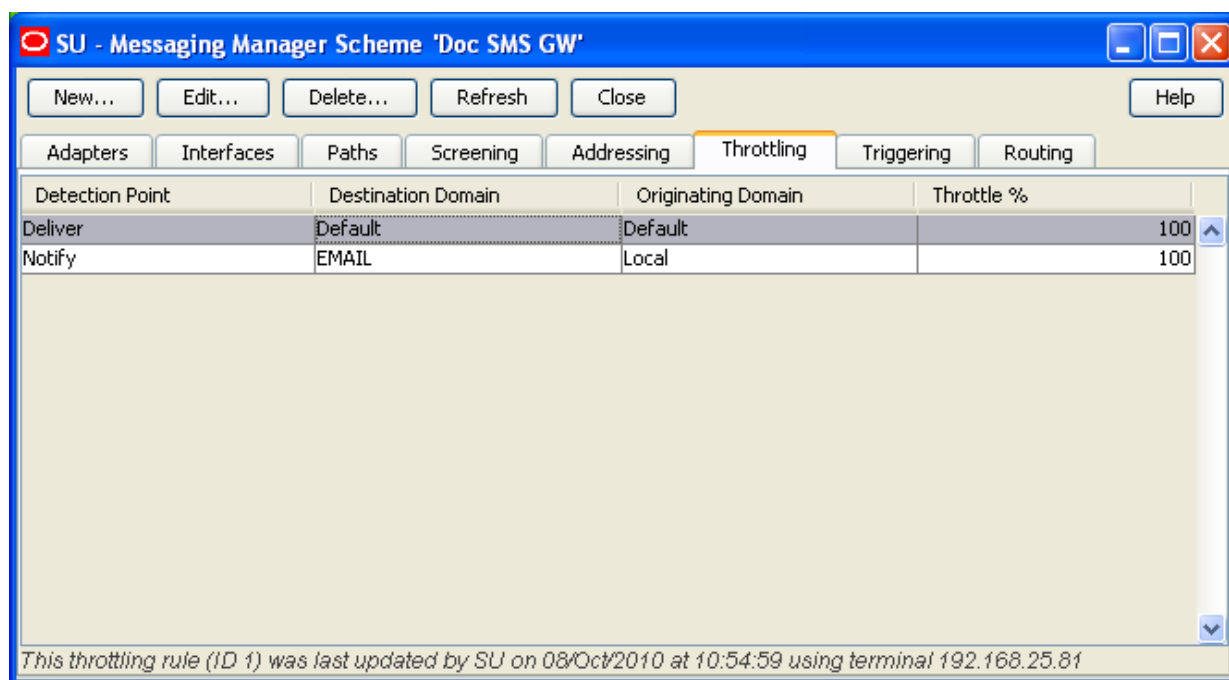 SU - Messaging Manager Scheme 'Doc SMS GW'
New... Edit... Delete... Refresh Close Help
Adapters Interfaces Paths Screening Addressing Throttling Triggering Routing
Detection Point Destination Domain Originating Domain Throttle %
Deliver Default Default 100
Notify EMAIL Local 100
This throttling rule (ID 1) was last updated by SU on 08/Oct/2010 at 10:54:59 using terminal 192.168.25.81